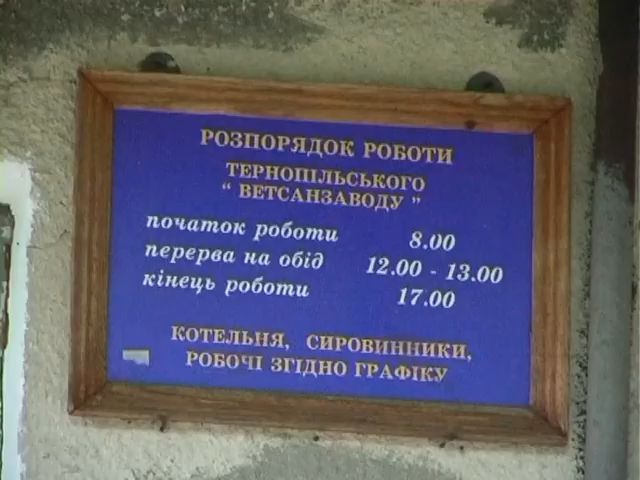 РОЗПОРЯДОК РОБОТИ
ТЕРНОПІЛЬСЬКОГО
“ ВЕТСАНЗАВОДУ ”
початок роботи 8.00
перерва на обід 12.00 - 13.00
кінець роботи 17.00
КОТЕЛЬНЯ, СИРОВИННИКИ,
РОБОЧІ ЗГІДНО ГРАФІКУ